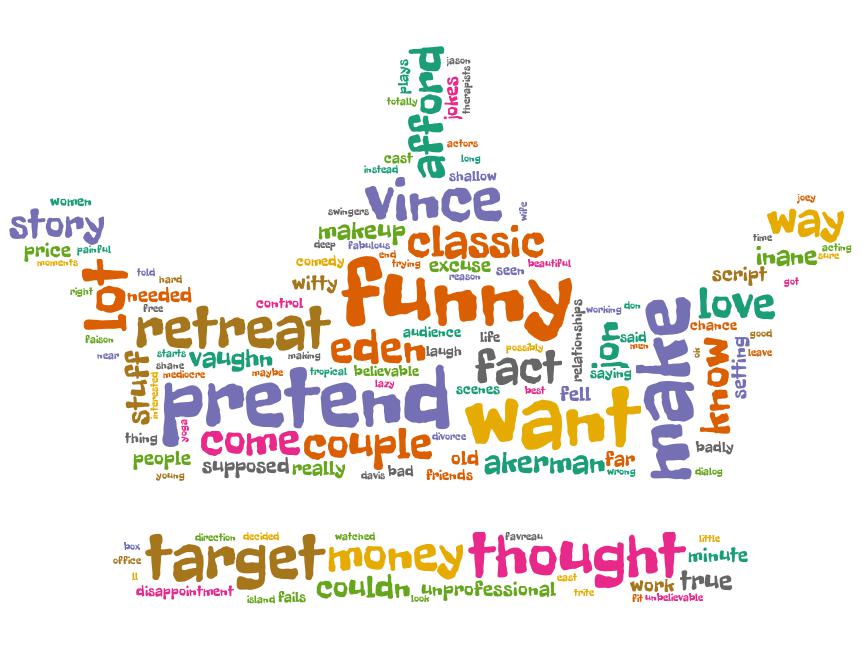 plays
afford
jason
therapists
jokes
totally
actors
cast
long
instead
shallow
women
story
price
painful
moments
swingers
vince
wife
joey
way
time
acting
inane
sure
makeup
classic
deep
fabulous
end
comedy
trying
excuse
seen
beautiful
reason
script
got
right
lot
told
hard
needed
free
control
witty
funny
relationships
working
don
make
love
chance
good
faison
retreat
audience
life
possibly
jon
said
men
saying
ok
know
setting
leave
near
stuff
starts
vaughn
making
eden
laugh
fact
shane
mediocre
maybe
tropical
believable
interested
pretend
lazy
scenes
best
fell
want
thing
yoga
come
couple
divorce
badly
people
young
supposed
really
davis
bad
old
friends
akerman
far
wrong
dialog
box
direction
decided
watched
favreau
little
office
target
money
thought
minute
ll
disappointment
island
fails
couldn
look
unprofessional
east
trite
work
true
fit
unbelievable